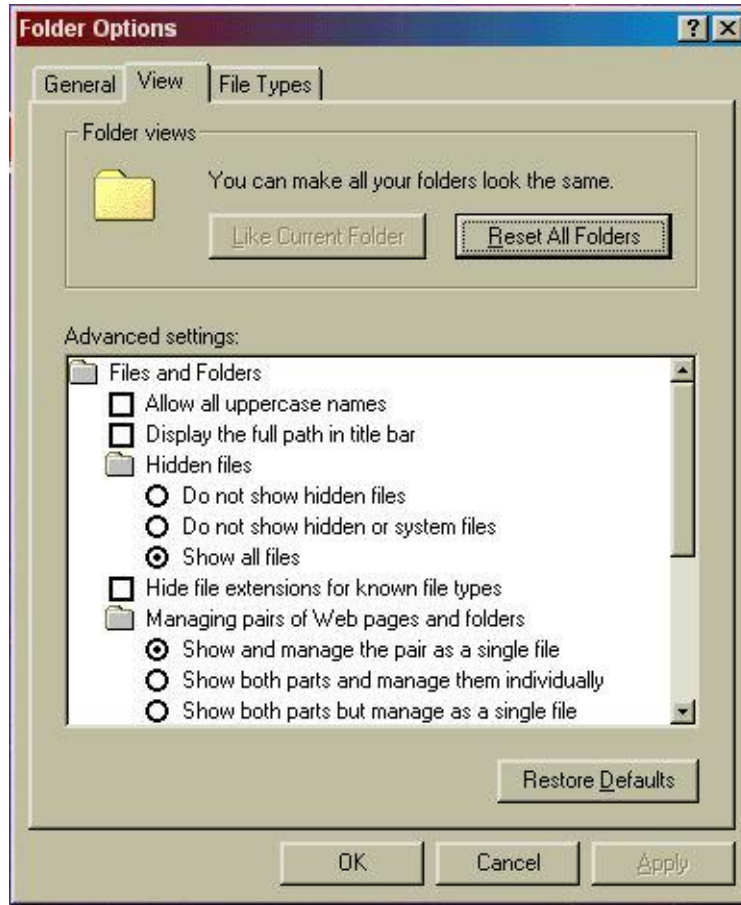 Folder Options
General View File Types
Folder views
You can make all your folders look the same.
Like Current Folder Reset All Folders
Advanced settings:
Files and Folders
Allow all uppercase names
Display the full path in title bar
Hidden files
Do not show hidden files
Do not show hidden or system files
Show all files
Hide file extensions for known file types
Managing pairs of Web pages and folders
Show and manage the pair as a single file
Show both parts and manage them individually
Show both parts but manage as a single file
Restore Defaults
OK Cancel Apply